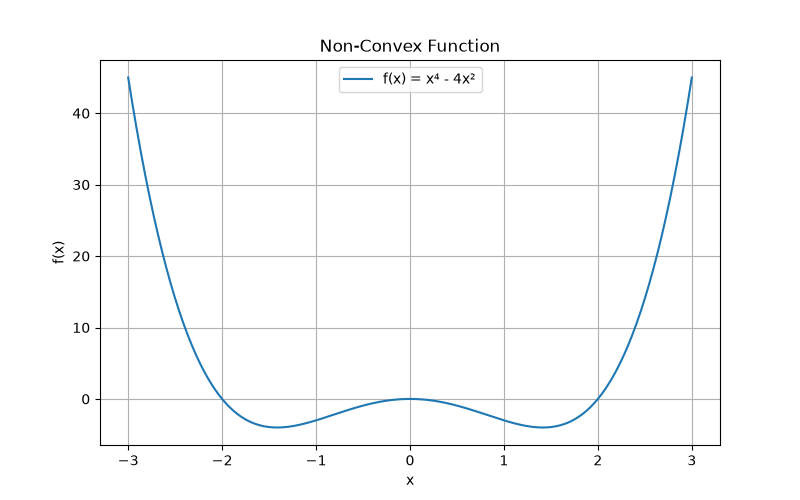 Non-Convex Function
f(x) = x⁴ - 4x²
40
30
20
10
0
f(x)
−3 −2 −1 0 1 2 3
x